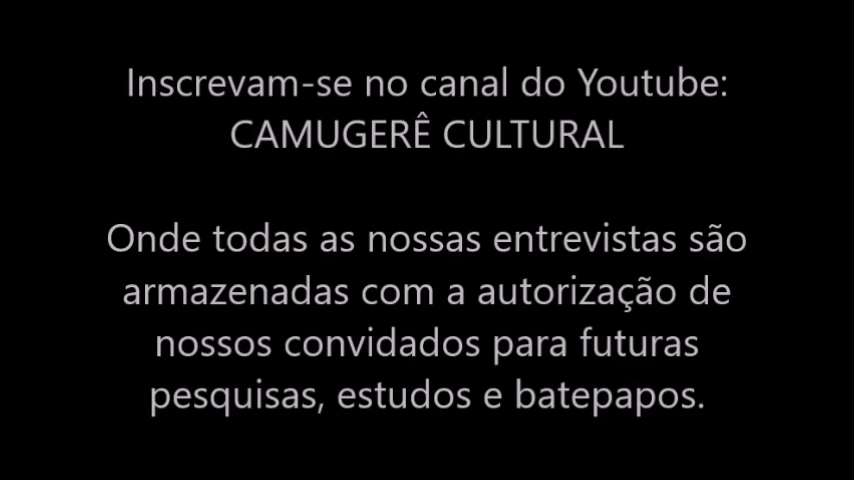 Inscrevam-se no canal do Youtube:
CAMUGERÊ CULTURAL
Onde todas as nossas entrevistas são
armazenadas com a autorização de
nossos convidados para futuras
pesquisas, estudos e batepapos.